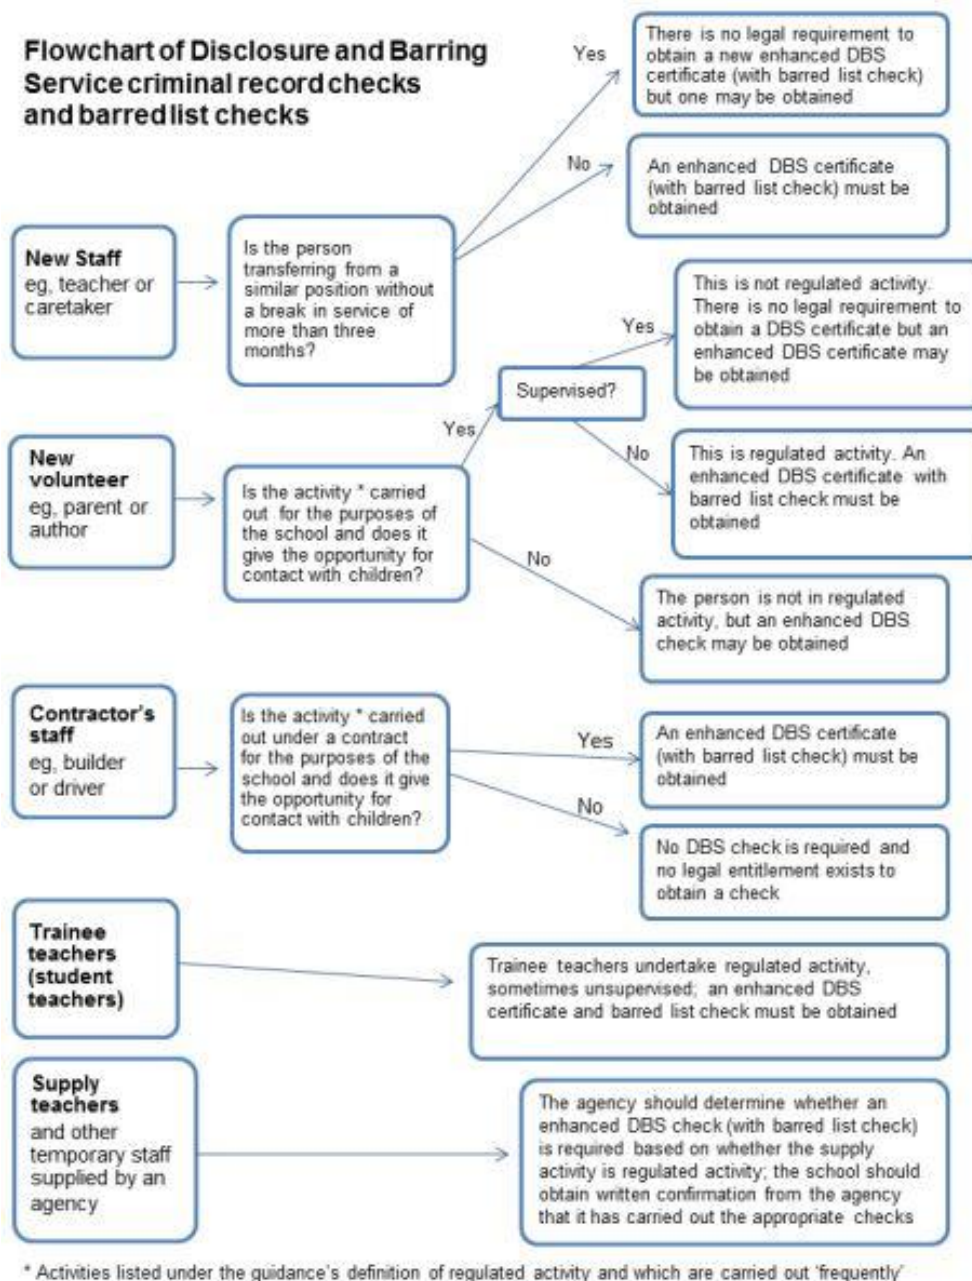 Flowchart of Disclosure and Barring
Service criminal record checks
and barred list checks
Yes
There is no legal requirement to
obtain a new enhanced DBS
certificate (with barred list check)
but one may be obtained
No
An enhanced DBS certificate
(with barred list check) must be
obtained
New Staff
eg, teacher or
caretaker
Is the person
transferring from a
similar position without
a break in service of
more than three
months?
New
volunteer
eg, parent or
author
Is the activity * carried
out for the purposes of
the school and does it
give the opportunity for
contact with children?
Yes
Supervised?
Yes
This is not regulated activity.
There is no legal requirement to
obtain a DBS certificate but an
enhanced DBS certificate may
be obtained
No
This is regulated activity. An
enhanced DBS certificate with
barred list check must be
obtained
No
The person is not in regulated
activity, but an enhanced DBS
check may be obtained
Contractor's
staff
eg, builder
or driver
Is the activity * carried
out under a contract
for the purposes of the
school and does it give
the opportunity for
contact with children?
Yes
An enhanced DBS certificate
(with barred list check) must be
obtained
No
No DBS check is required and
no legal entitlement exists to
obtain a check
Trainee
teachers
(student
teachers)
Trainee teachers undertake regulated activity,
sometimes unsupervised; an enhanced DBS
certificate and barred list check must be obtained
Supply
teachers
and other
temporary staff
supplied by an
agency
The agency should determine whether an
enhanced DBS check (with barred list check)
is required based on whether the supply
activity is regulated activity; the school should
obtain written confirmation from the agency
that it has carried out the appropriate checks
* Activities listed under the guidance's definition of regulated activity and which are carried out 'frequently'